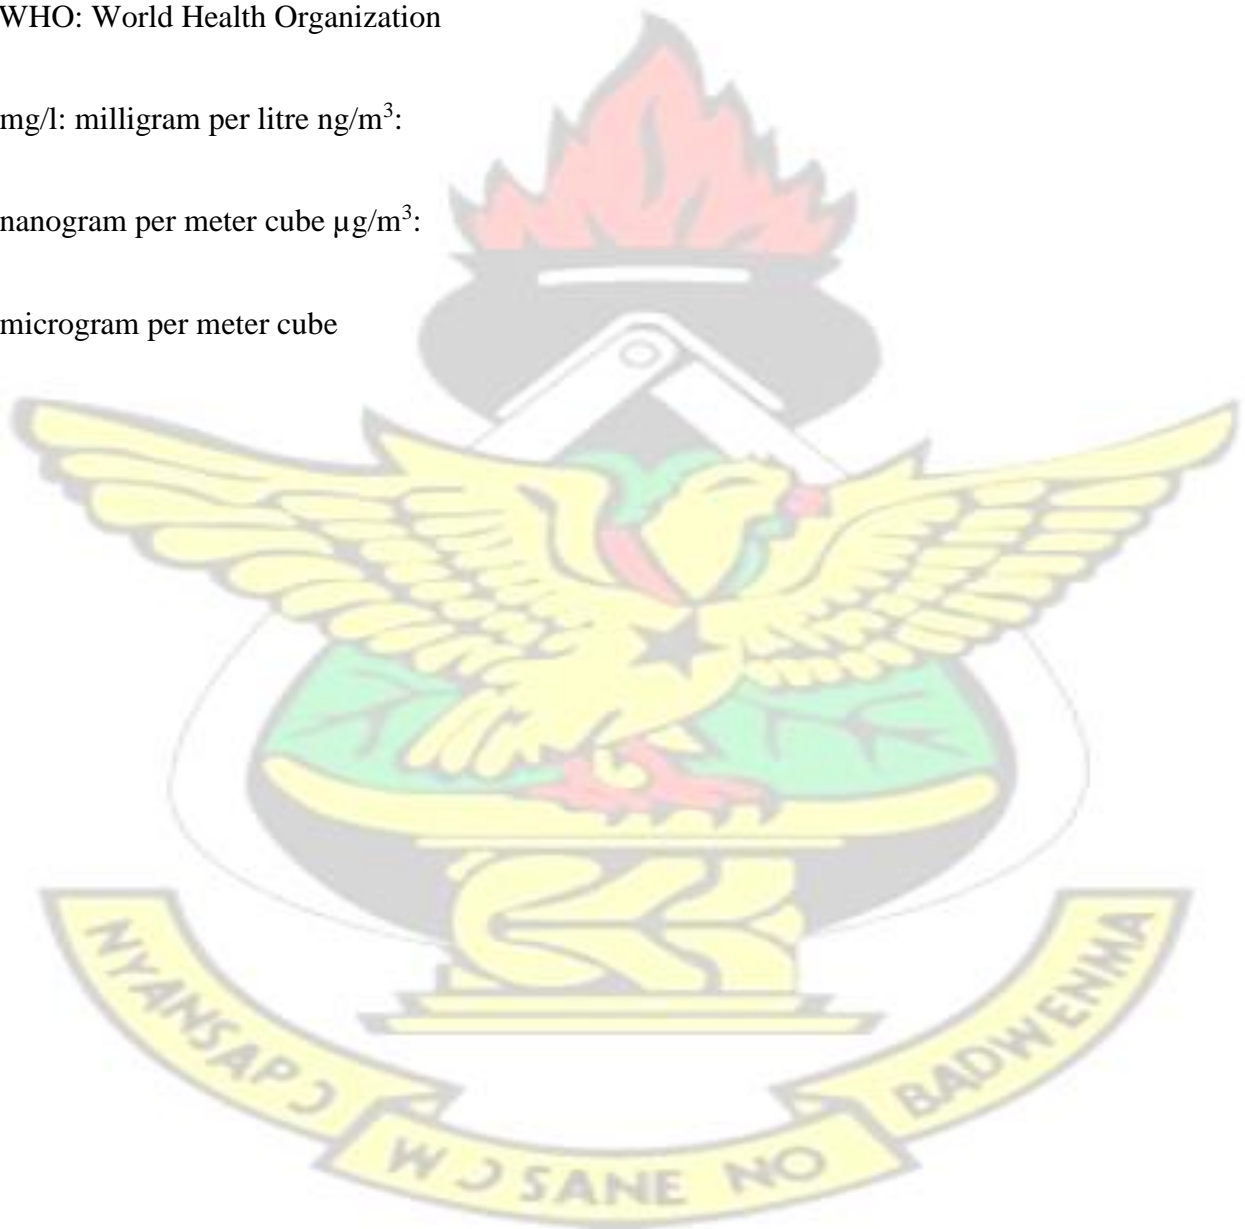 WHO: World Health Organization
mg/l: milligram per litre ng/m³:
nanogram per meter cube µg/m³:
microgram per meter cube
NYANSAPƆ
WƆSANE NO
BADWENMA